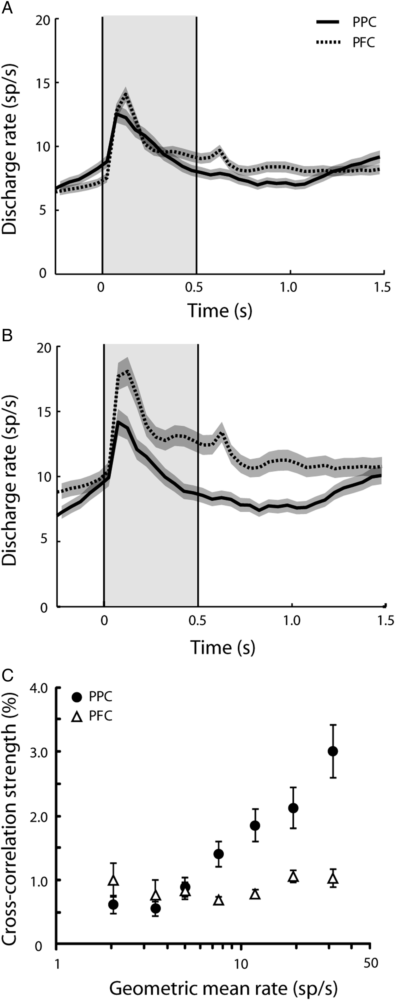 A
20
15
10
5
0
Discharge rate (sp/s)
PPC
PFC
0 0.5 1.0 1.5
Time (s)
B
20
15
10
5
0
Discharge rate (sp/s)
0 0.5 1.0 1.5
Time (s)
C
4.0
3.0
2.0
1.0
0
Cross-correlation strength (%)
PPC
PFC
1 10 50
Geometric mean rate (sp/s)